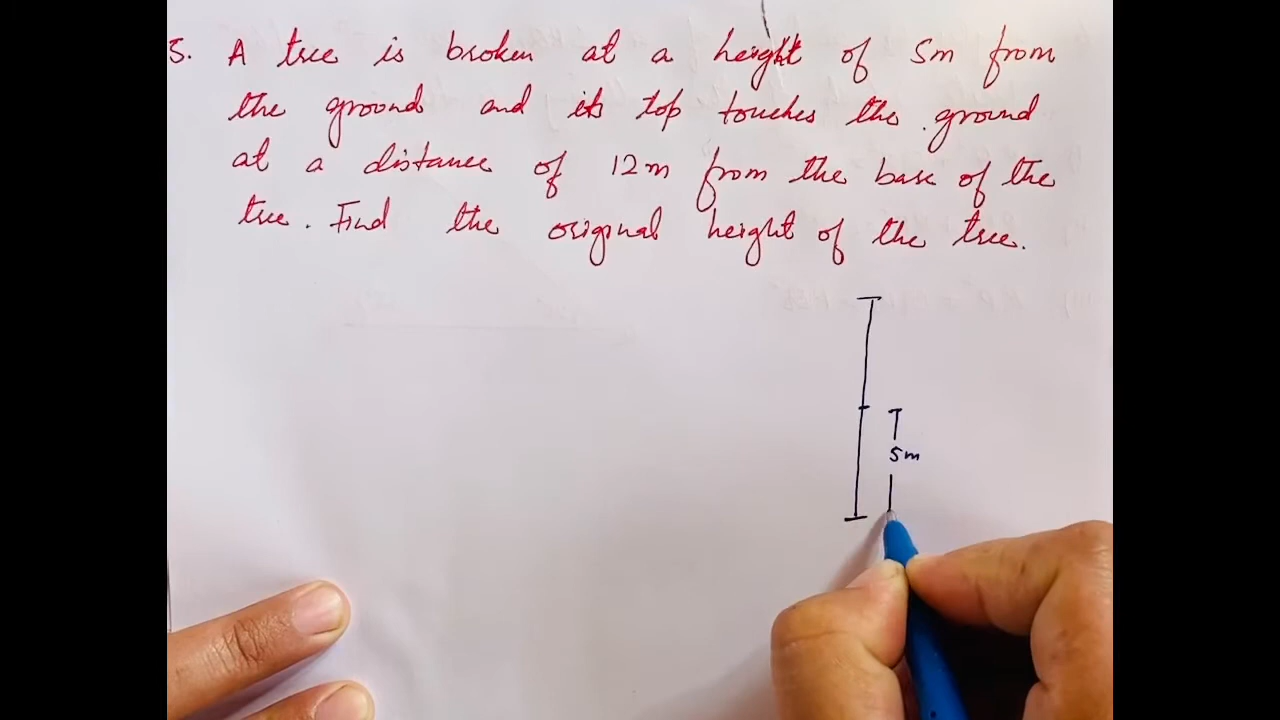 5. A tree is broken at a height of 5m from
the ground and its top touches the ground
at a distance of 12m from the base of the
tree. Find the original height of the tree.
5m